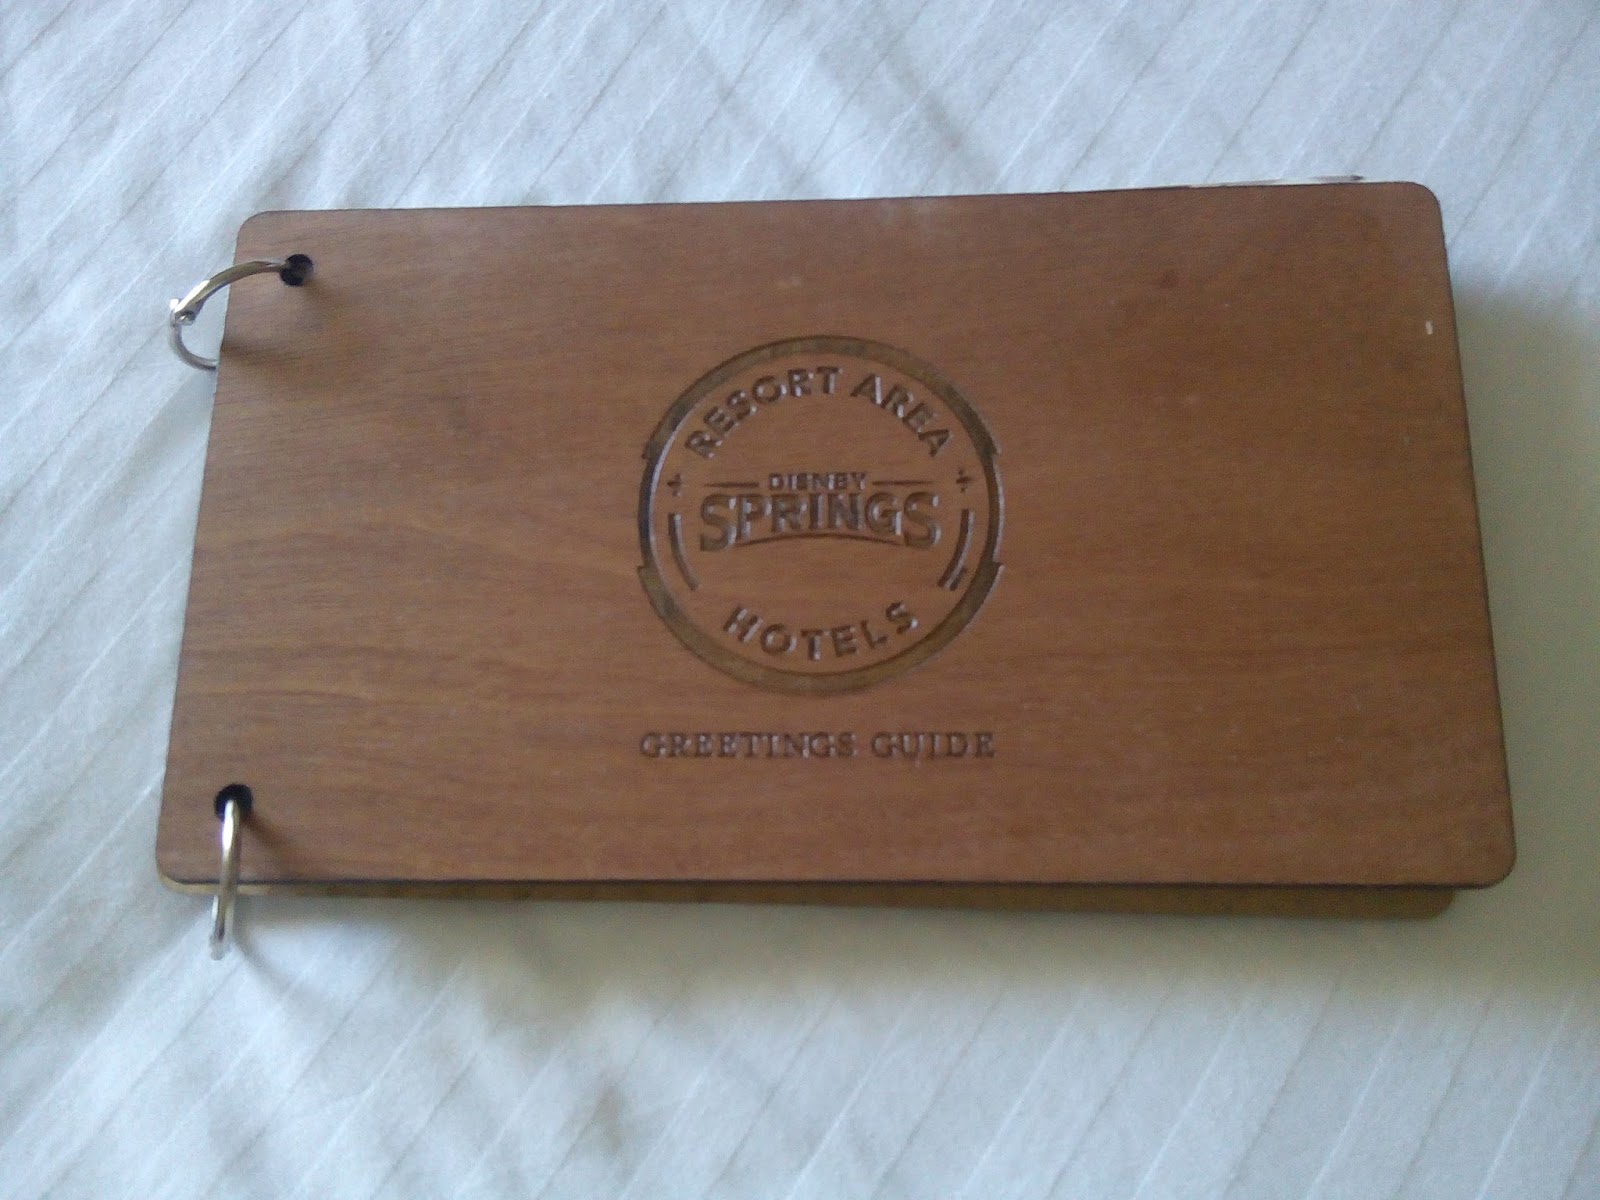 RESORT AREA
DISNEY
SPRINGS
HOTELS
GREETINGS GUIDE